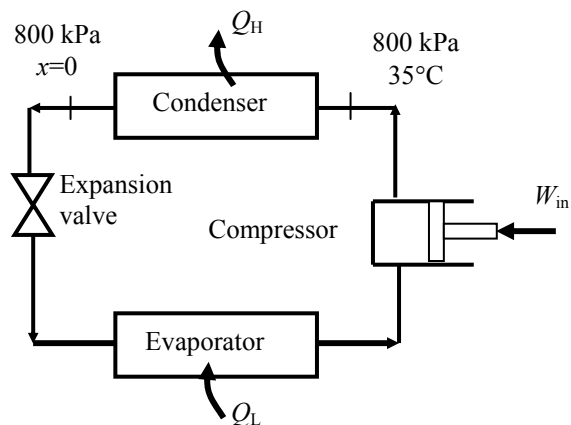 Q_H
800 kPa
x=0
800 kPa
35°C
Condenser
Expansion
valve
Compressor
W_in
Evaporator
Q_L